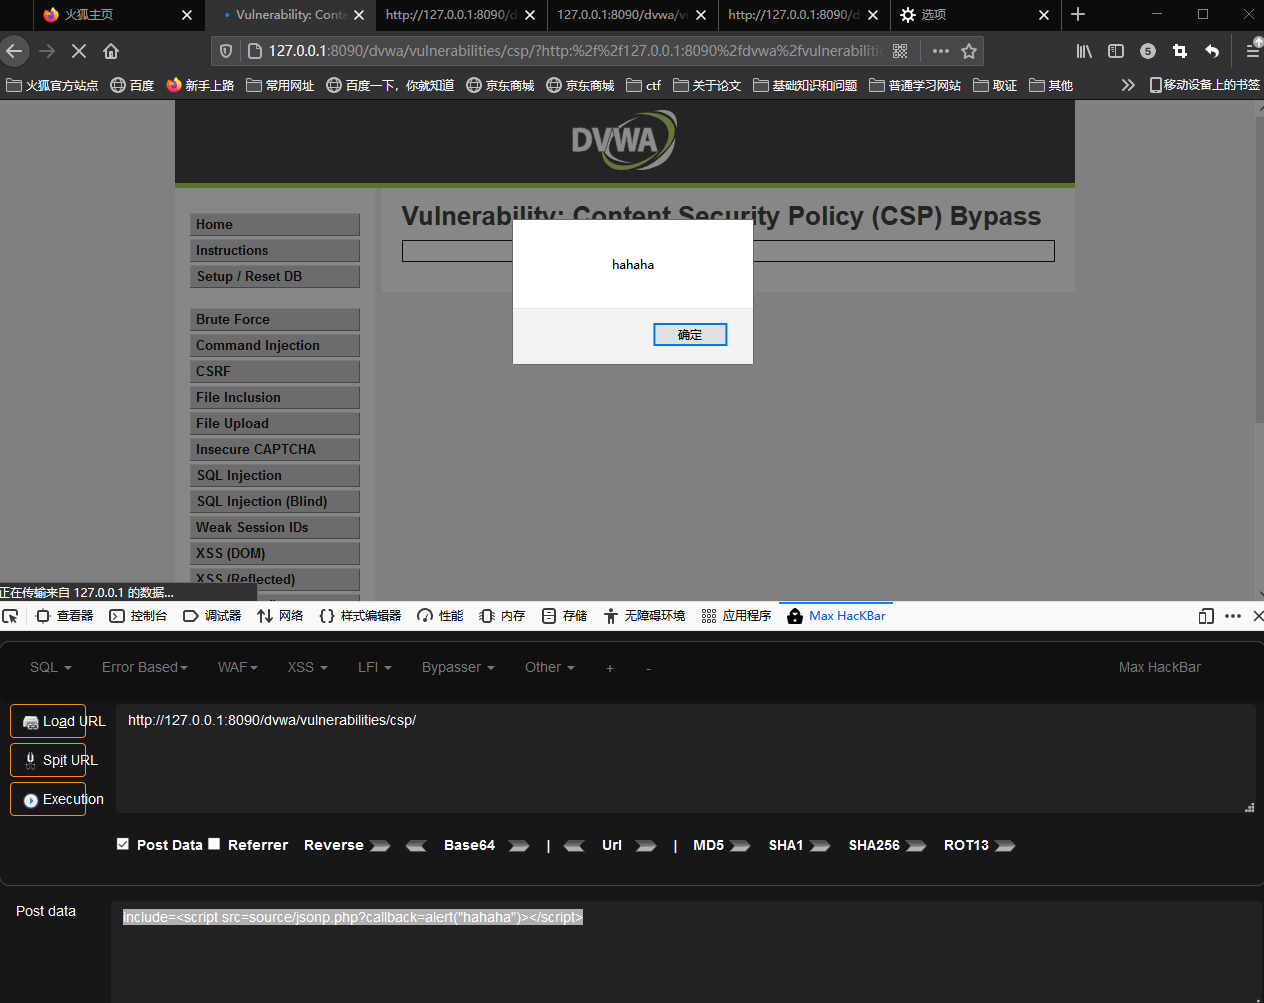 火狐主页
Vulnerability: Conte
http://127.0.0.1:8090/d
127.0.0.1:8090/dvwa/vu
http://127.0.0.1:8090/d
选项
127.0.0.1:8090/dvwa/vulnerabilities/csp/?http:%2f%2f127.0.0.1:8090%2fdvwa%2fvulnerabilitie
5
火狐官方站点
百度
新手上路
常用网址
百度一下，你就知道
京东商城
京东商城
ctf
关于论文
基础知识和问题
普通学习网站
取证
其他
移动设备上的书签
DVWA
Vulnerability: Content Security Policy (CSP) Bypass
Home
Instructions
Setup / Reset DB
hahaha
确定
Brute Force
Command Injection
CSRF
File Inclusion
File Upload
Insecure CAPTCHA
SQL Injection
SQL Injection (Blind)
Weak Session IDs
XSS (DOM)
XSS (Reflected)
正在传输来自 127.0.0.1 的数据...
查看器
控制台
调试器
网络
样式编辑器
性能
内存
存储
无障碍环境
应用程序
Max HacKBar
SQL
Error Based
WAF
XSS
LFI
Bypasser
Other
+
-
Max HackBar
Load URL
http://127.0.0.1:8090/dvwa/vulnerabilities/csp/
Spit URL
Execution
Post Data
Referrer
Reverse
Base64
|
Url
|
MD5
SHA1
SHA256
ROT13
Post data
include=<script src=source/jsonp.php?callback=alert("hahaha")></script>